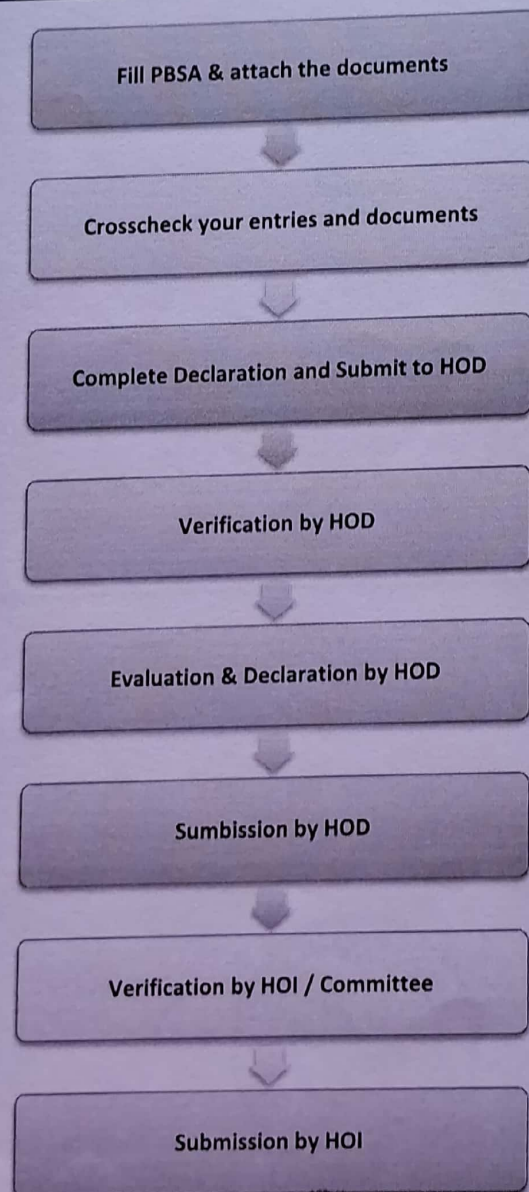 Fill PBSA & attach the documents
Crosscheck your entries and documents
Complete Declaration and Submit to HOD
Verification by HOD
Evaluation & Declaration by HOD
Sumbission by HOD
Verification by HOI / Committee
Submission by HOI